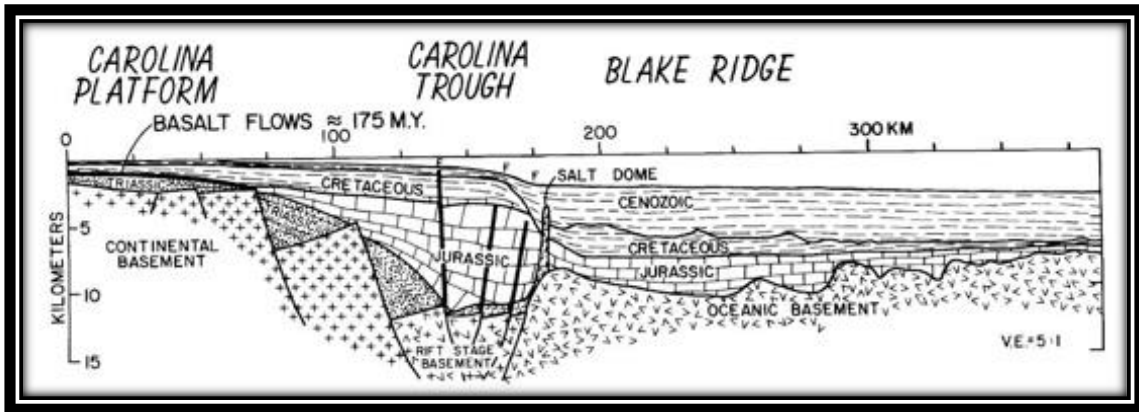 CAROLINA
PLATFORM
CAROLINA
TROUGH
BLAKE RIDGE
BASALT FLOWS ≈ 175 M.Y.
0
100
200
300 KM
TRIASSIC
CRETACEOUS
F
F
F
SALT DOME
CENOZOIC
TRIASSIC
5
CONTINENTAL
BASEMENT
JURASSIC
CRETACEOUS
JURASSIC
KILOMETERS
10
OCEANIC BASEMENT
RIFT STAGE
BASEMENT
15
V.E.=5:1